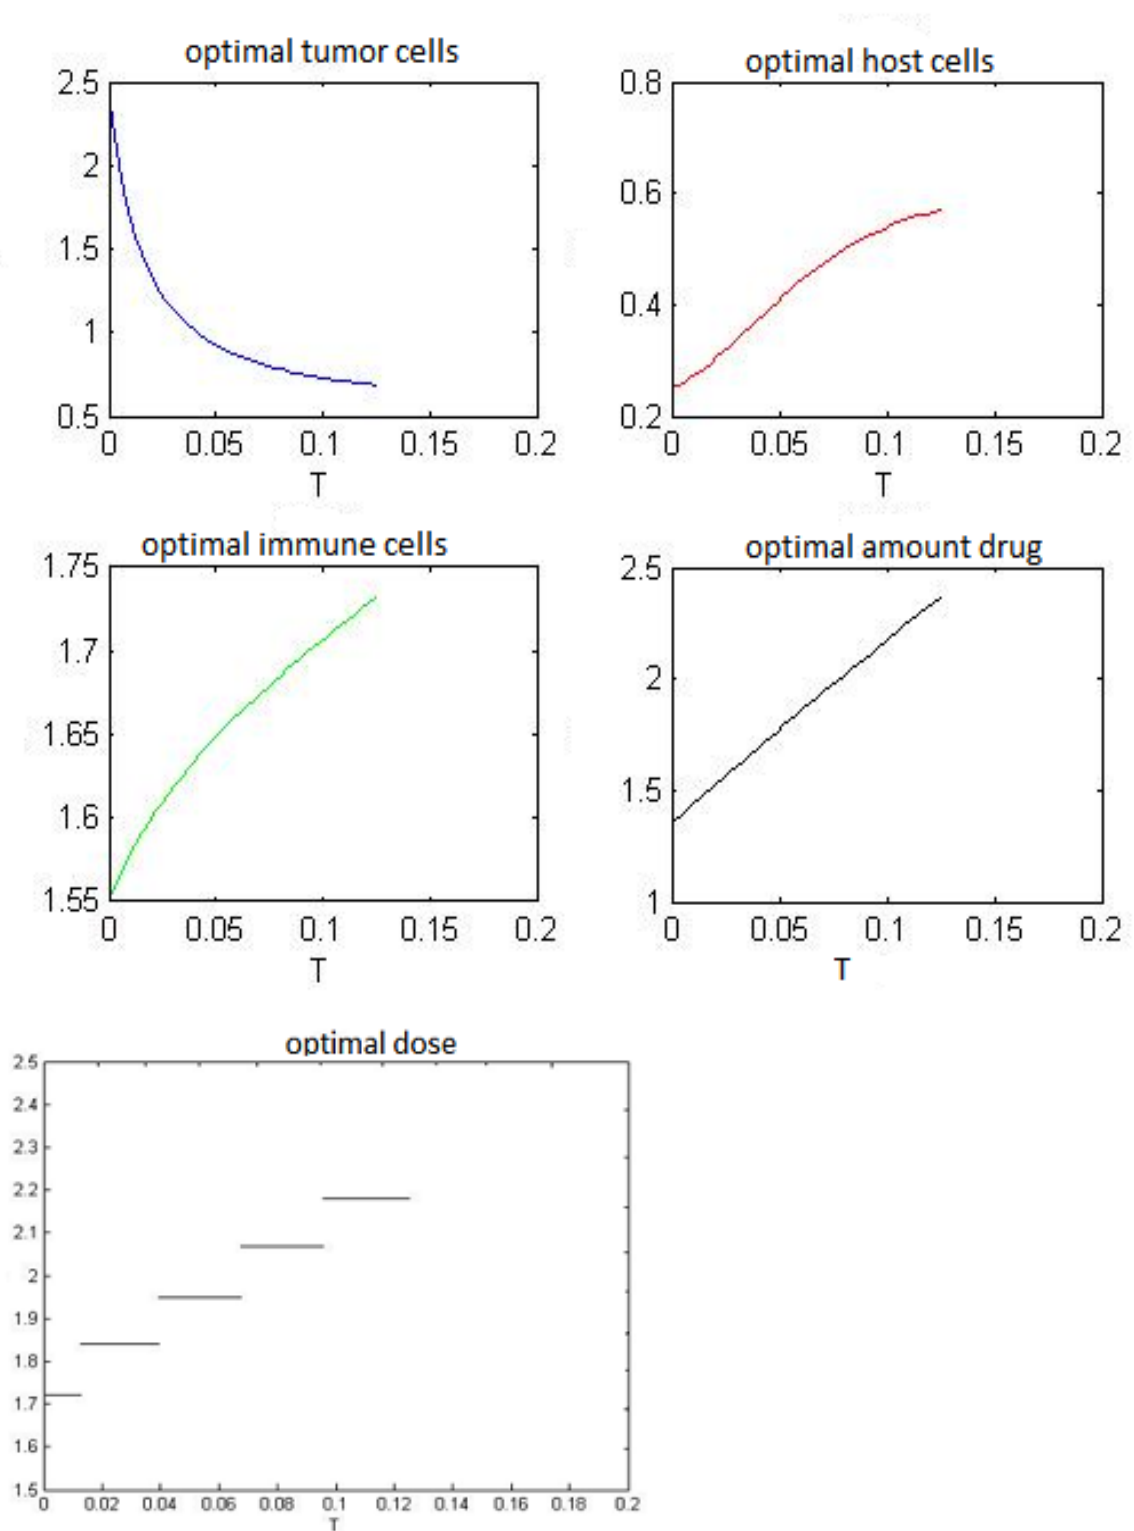 optimal tumor cells
2.5
2
1.5
1
0.5
0 0.05 0.1 0.15 0.2
T
optimal host cells
0.8
0.6
0.4
0.2
0 0.05 0.1 0.15 0.2
T
optimal immune cells
1.75
1.7
1.65
1.6
1.55
0 0.05 0.1 0.15 0.2
T
optimal amount drug
2.5
2
1.5
1
0 0.05 0.1 0.15 0.2
T
optimal dose
2.5
2.4
2.3
2.2
2.1
2
1.9
1.8
1.7
1.6
1.5
0 0.02 0.04 0.06 0.08 0.1 0.12 0.14 0.16 0.18 0.2
T